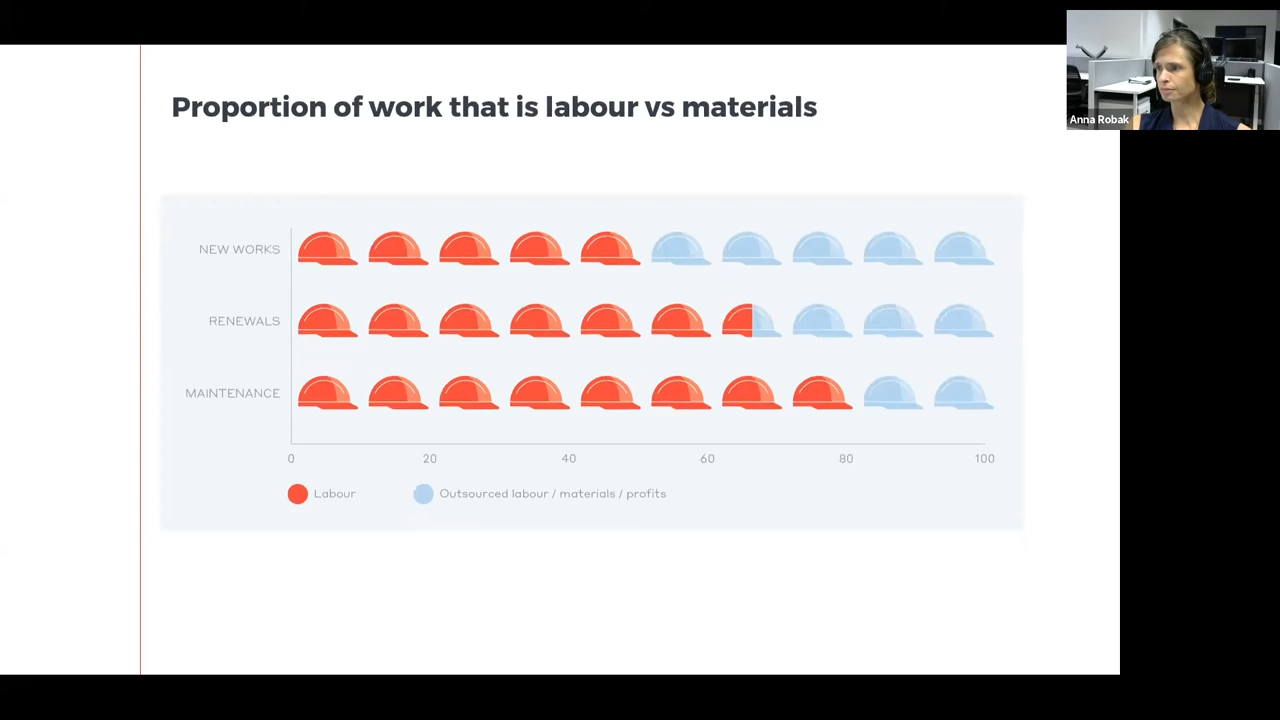 Proportion of work that is labour vs materials
Anna Robak
NEW WORKS
RENEWALS
MAINTENANCE
0 20 40 60 80 100
Labour Outsourced labour / materials / profits